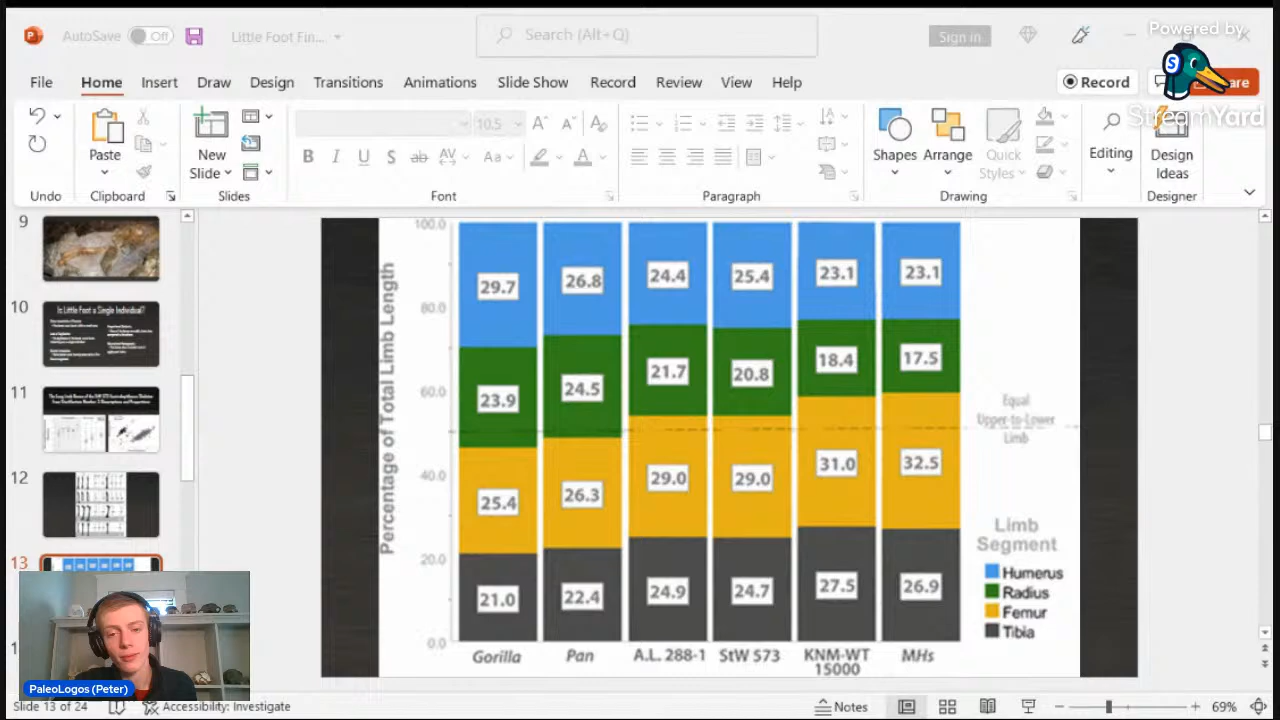 AutoSave Off Little Foot Fin... Search (Alt+Q) Sign in
Powered by
StreamYard
File Home Insert Draw Design Transitions Animations Slide Show Record Review View Help Record
Paste New Slide Shapes Arrange Quick Styles Editing Design Ideas
Undo Clipboard Slides Font Paragraph Drawing Designer
9
10
Is Little Foot a Single Individual?
11
12
13
Percentage of Total Limb Length
100.0
80.0
60.0
40.0
20.0
0.0
29.7 26.8 24.4 25.4 23.1 23.1
23.9 24.5 21.7 20.8 18.4 17.5
25.4 26.3 29.0 29.0 31.0 32.5
21.0 22.4 24.9 24.7 27.5 26.9
Gorilla Pan A.L. 288-1 StW 573 KNM-WT 15000 MHs
Equal
Upper-to-Lower
Limb
Limb
Segment
Humerus
Radius
Femur
Tibia
PaleoLogos (Peter)
Slide 13 of 24 Accessibility: Investigate Notes 69%